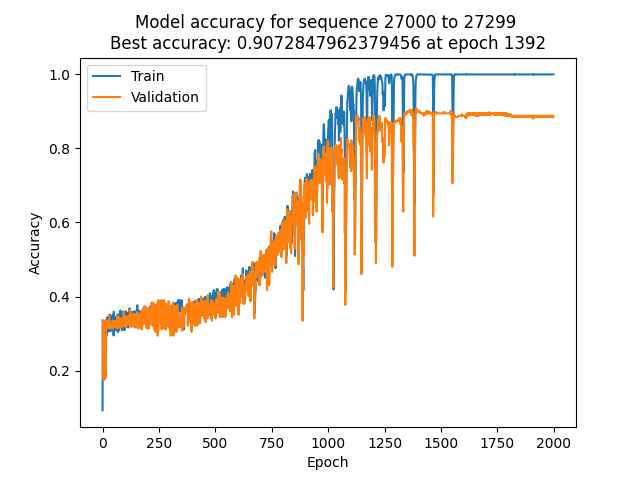 Model accuracy for sequence 27000 to 27299
Best accuracy: 0.9072847962379456 at epoch 1392
Train
Validation
1.0
0.8
0.6
0.4
0.2
Accuracy
0 250 500 750 1000 1250 1500 1750 2000
Epoch